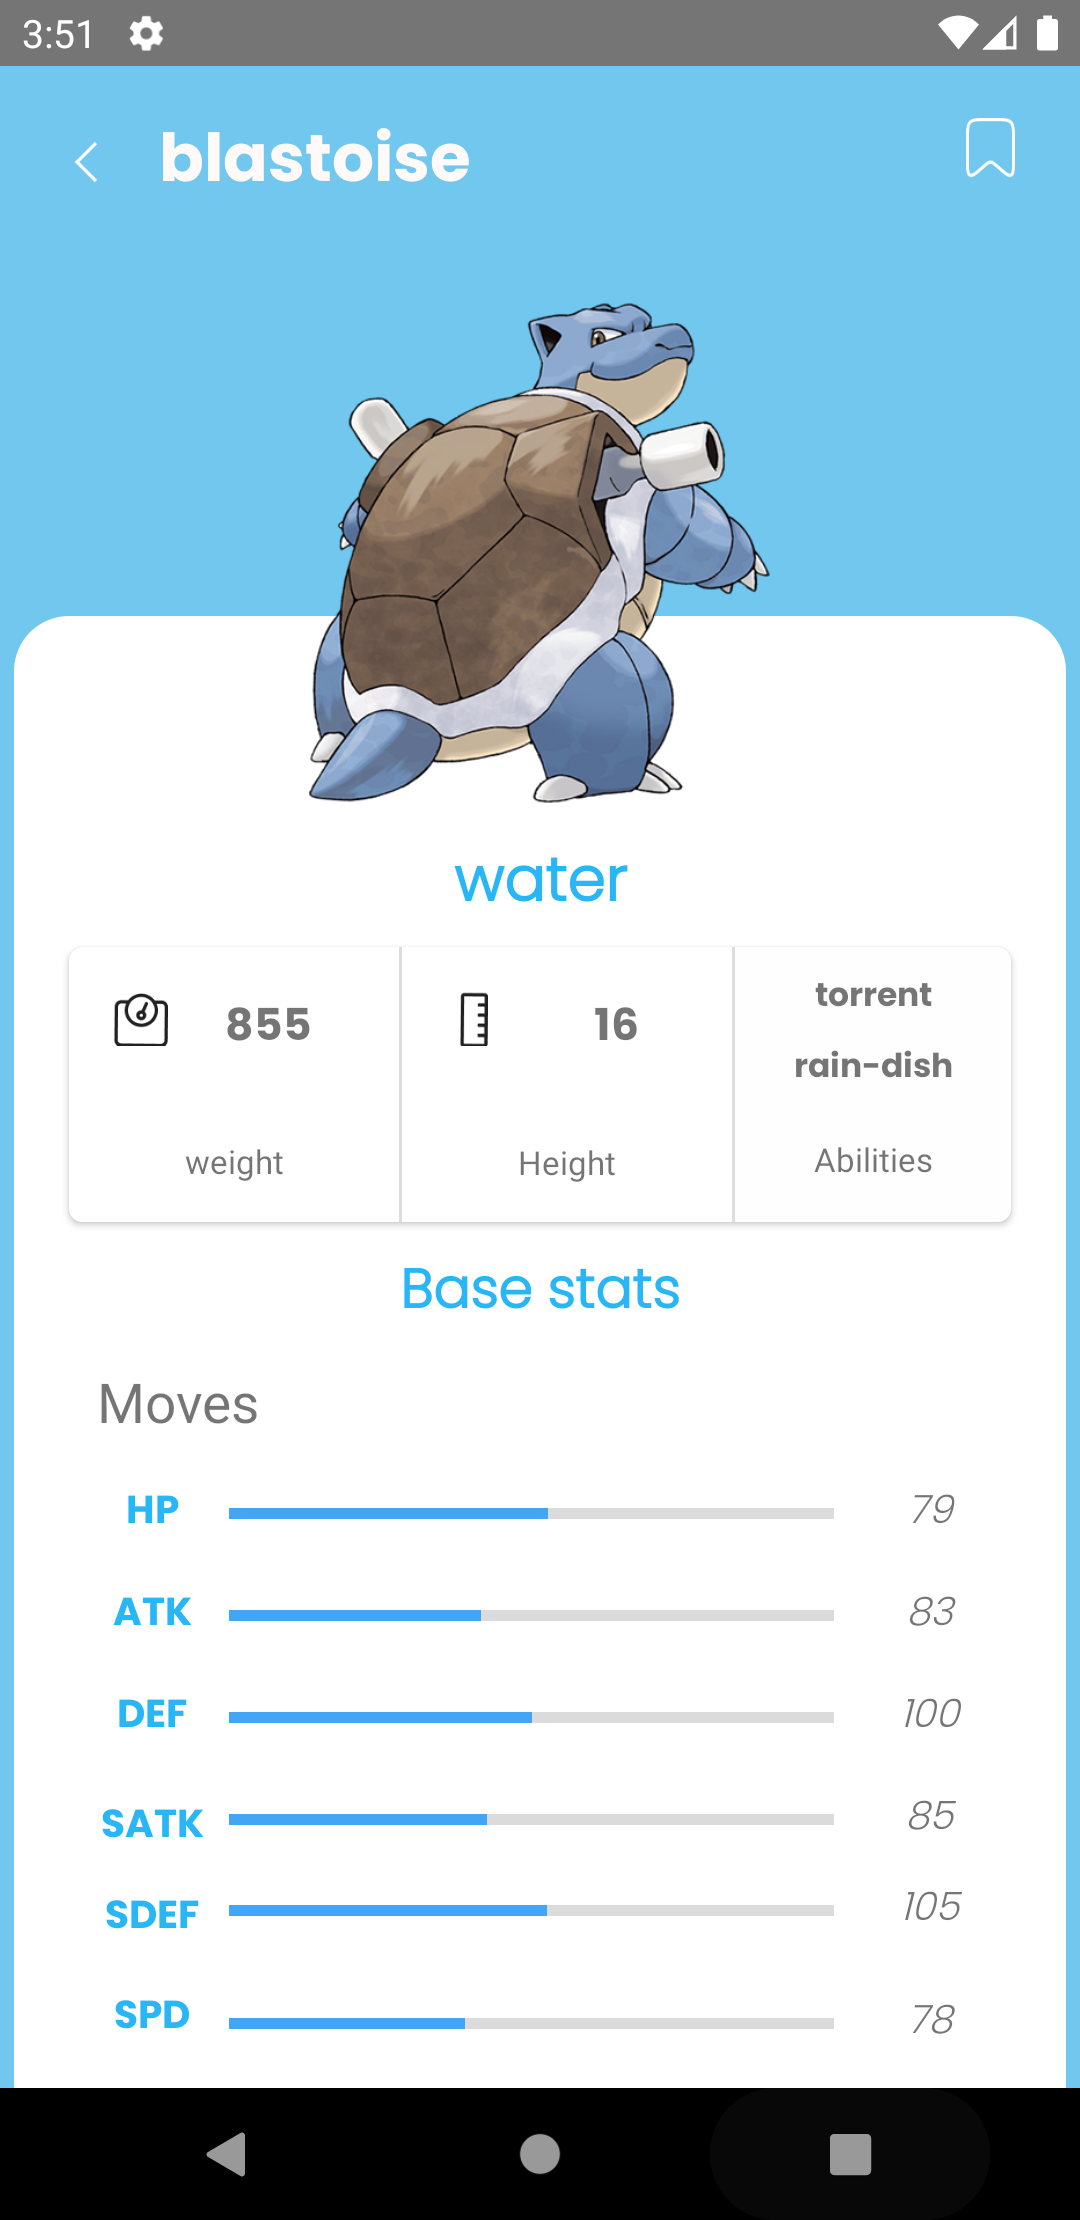 3:51
blastoise
water
855
16
torrent
rain-dish
weight
Height
Abilities
Base stats
Moves
HP 79
ATK 83
DEF 100
SATK 85
SDEF 105
SPD 78